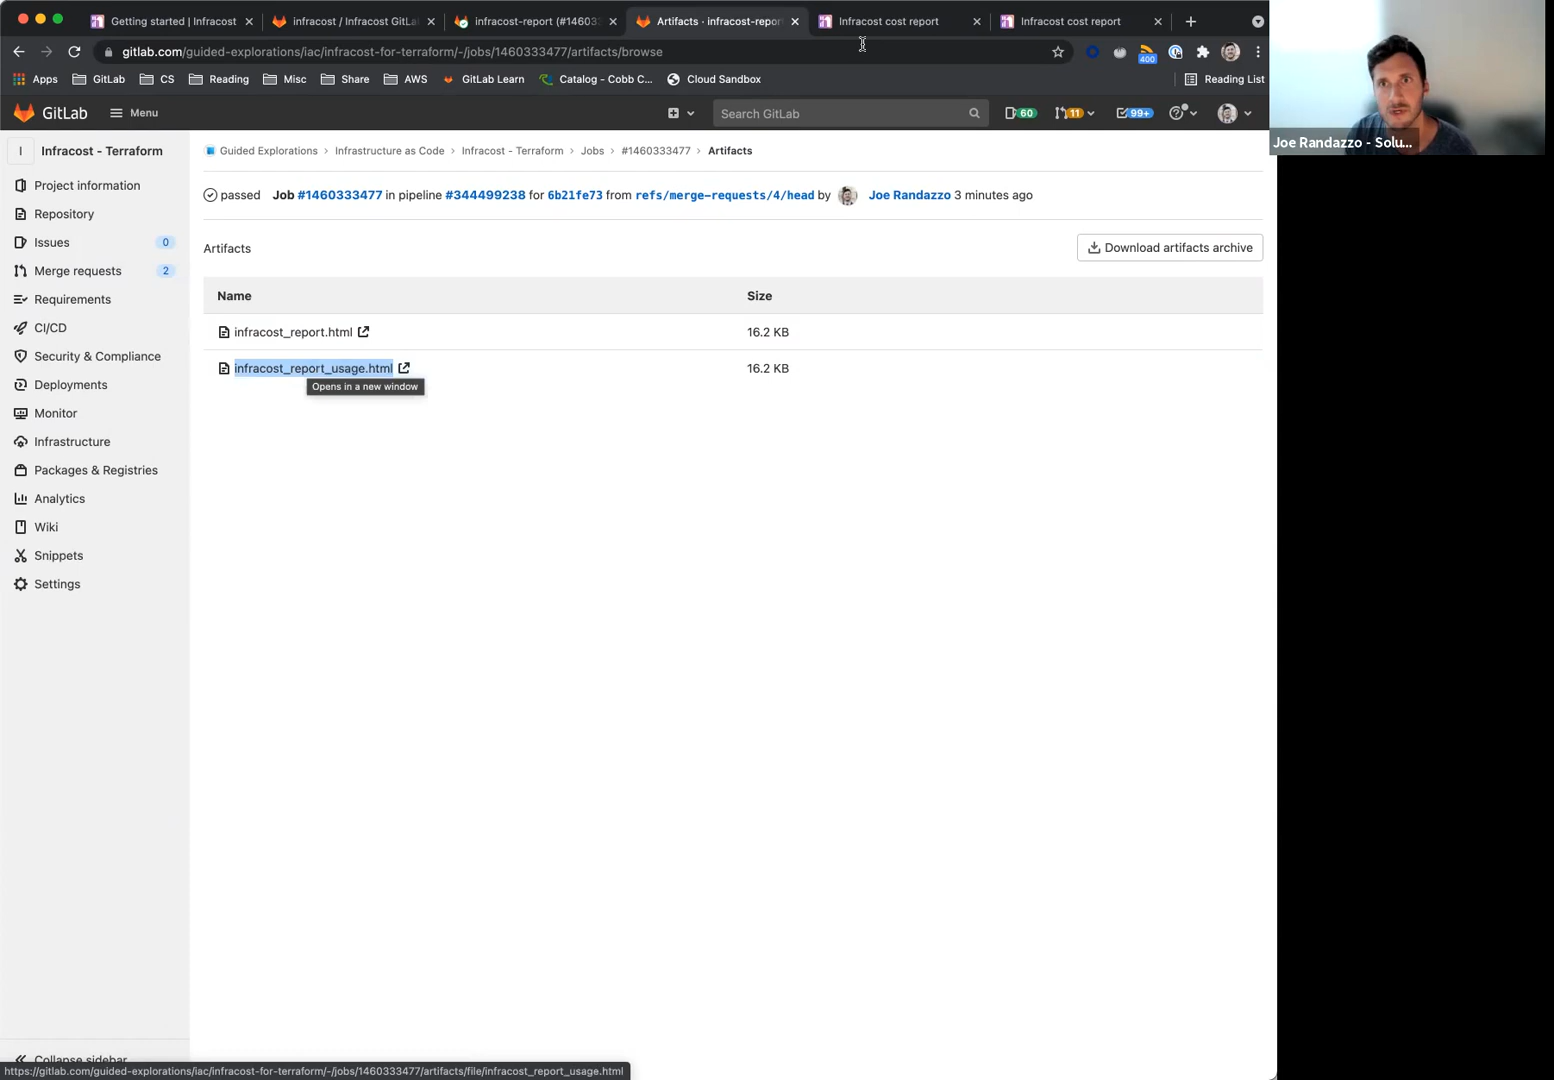 Getting started | Infracost
infracost / Infracost GitLa
infracost-report (#14603
Artifacts · infracost-repor
Infracost cost report
Infracost cost report
gitlab.com/guided-explorations/iac/infracost-for-terraform/-/jobs/1460333477/artifacts/browse
400
Apps
GitLab
CS
Reading
Misc
Share
AWS
GitLab Learn
Catalog - Cobb C...
Cloud Sandbox
Reading List
GitLab
Menu
Search GitLab
60
11
99+
Joe Randazzo - Solu...
I
Infracost - Terraform
Project information
Repository
Issues 0
Merge requests 2
Requirements
CI/CD
Security & Compliance
Deployments
Monitor
Infrastructure
Packages & Registries
Analytics
Wiki
Snippets
Settings
Collapse sidebar
Guided Explorations > Infrastructure as Code > Infracost - Terraform > Jobs > #1460333477 > Artifacts
passed Job #1460333477 in pipeline #344499238 for 6b21fe73 from refs/merge-requests/4/head by Joe Randazzo 3 minutes ago
Artifacts
Download artifacts archive
Name Size
infracost_report.html 16.2 KB
infracost_report_usage.html 16.2 KB
Opens in a new window
https://gitlab.com/guided-explorations/iac/infracost-for-terraform/-/jobs/1460333477/artifacts/file/infracost_report_usage.html